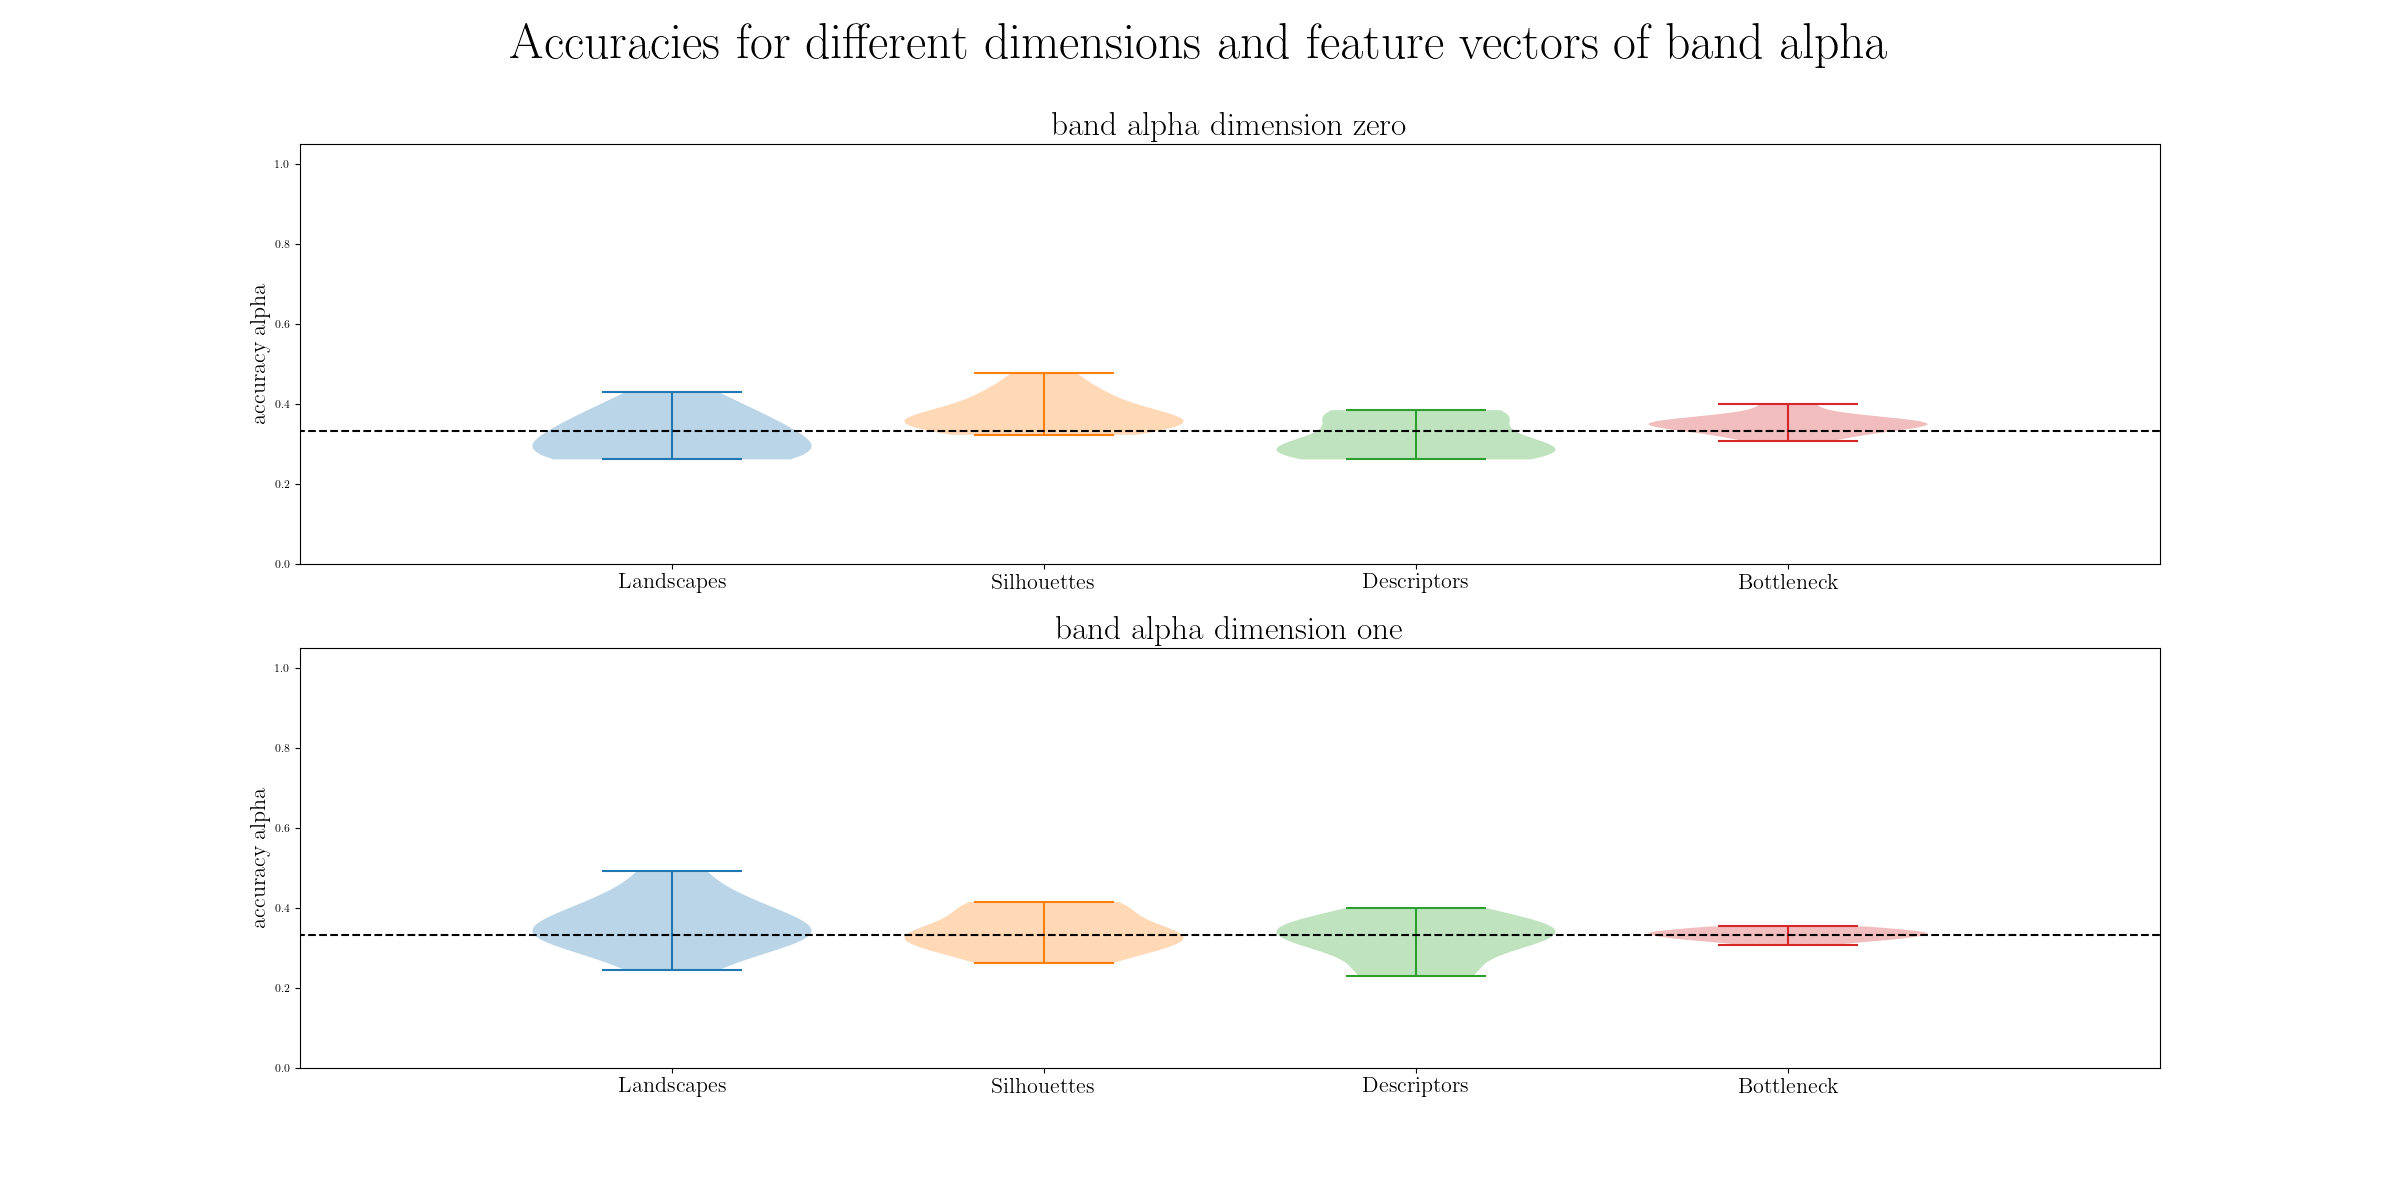 Accuracies for different dimensions and feature vectors of band alpha
band alpha dimension zero
1.0
0.8
0.6
0.4
0.2
0.0
accuracy alpha
Landscapes Silhouettes Descriptors Bottleneck
band alpha dimension one
1.0
0.8
0.6
0.4
0.2
0.0
accuracy alpha
Landscapes Silhouettes Descriptors Bottleneck